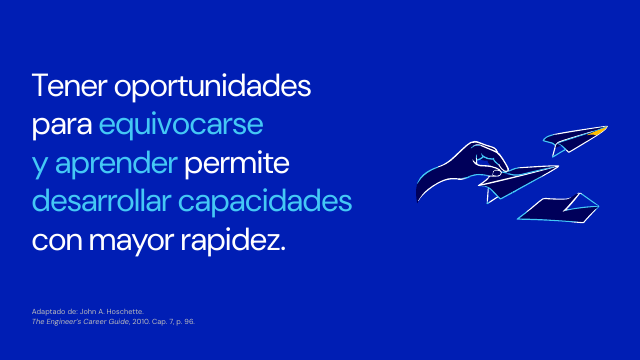 Tener oportunidades
para equivocarse
y aprender permite
desarrollar capacidades
con mayor rapidez.
Adaptado de: John A. Hoschette.
The Engineer's Career Guide, 2010. Cap. 7, p. 96.